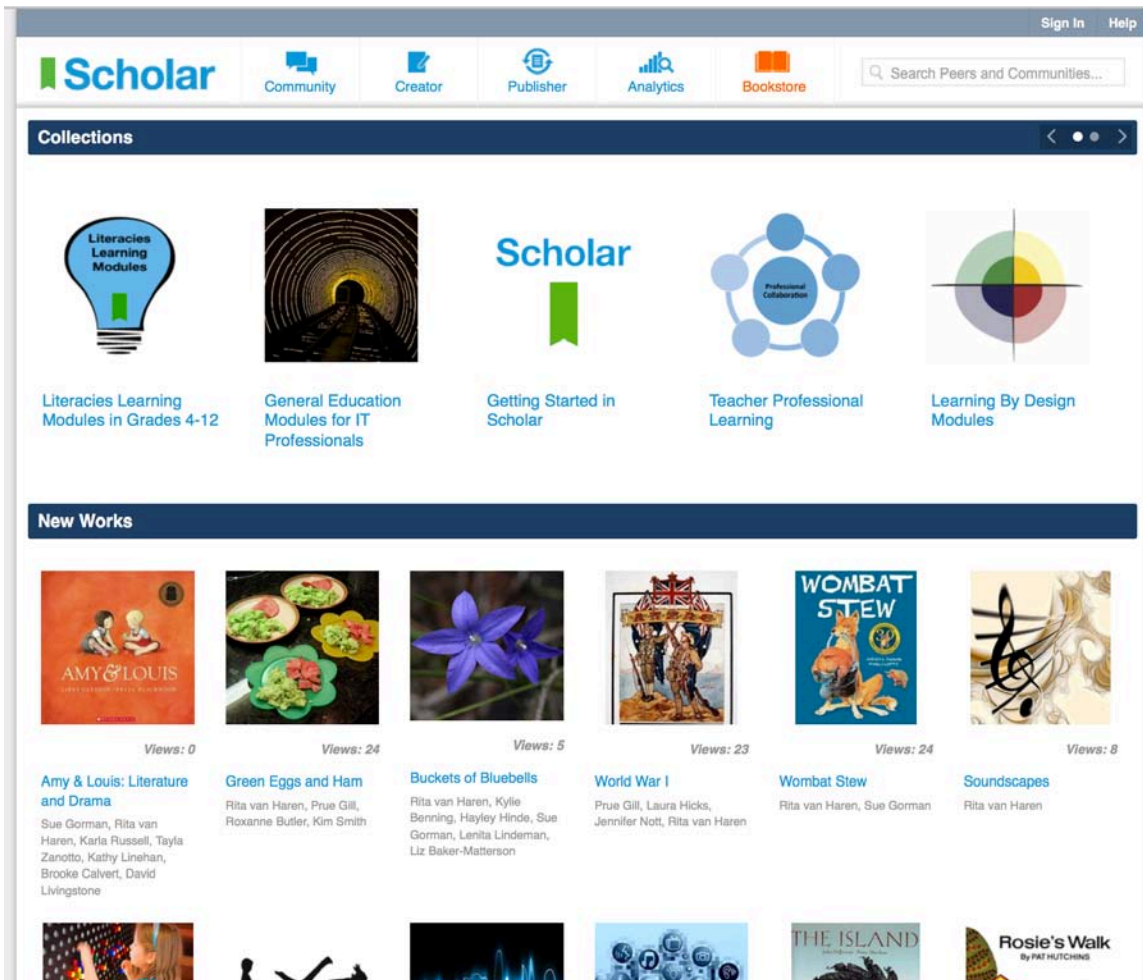 Sign In Help
Scholar
Community
Creator
Publisher
Analytics
Bookstore
Search Peers and Communities...
Collections
Literacies
Learning
Modules
Scholar
Professional
Collaboration
Literacies Learning
Modules in Grades 4-12
General Education
Modules for IT
Professionals
Getting Started in
Scholar
Teacher Professional
Learning
Learning By Design
Modules
New Works
AMY & LOUIS
WOMBAT
STEW
Views: 0
Views: 24
Views: 5
Views: 23
Views: 24
Views: 8
Amy & Louis: Literature
and Drama
Sue Gorman, Rita van
Haren, Karla Russell, Tayla
Zanotto, Kathy Linehan,
Brooke Calvert, David
Livingstone
Green Eggs and Ham
Rita van Haren, Prue Gill,
Roxanne Butler, Kim Smith
Buckets of Bluebells
Rita van Haren, Kylie
Benning, Hayley Hinde, Sue
Gorman, Lenita Lindeman,
Liz Baker-Matterson
World War I
Prue Gill, Laura Hicks,
Jennifer Nott, Rita van Haren
Wombat Stew
Rita van Haren, Sue Gorman
Soundscapes
Rita van Haren
THE ISLAND
Rosie's Walk
By PAT HUTCHINS